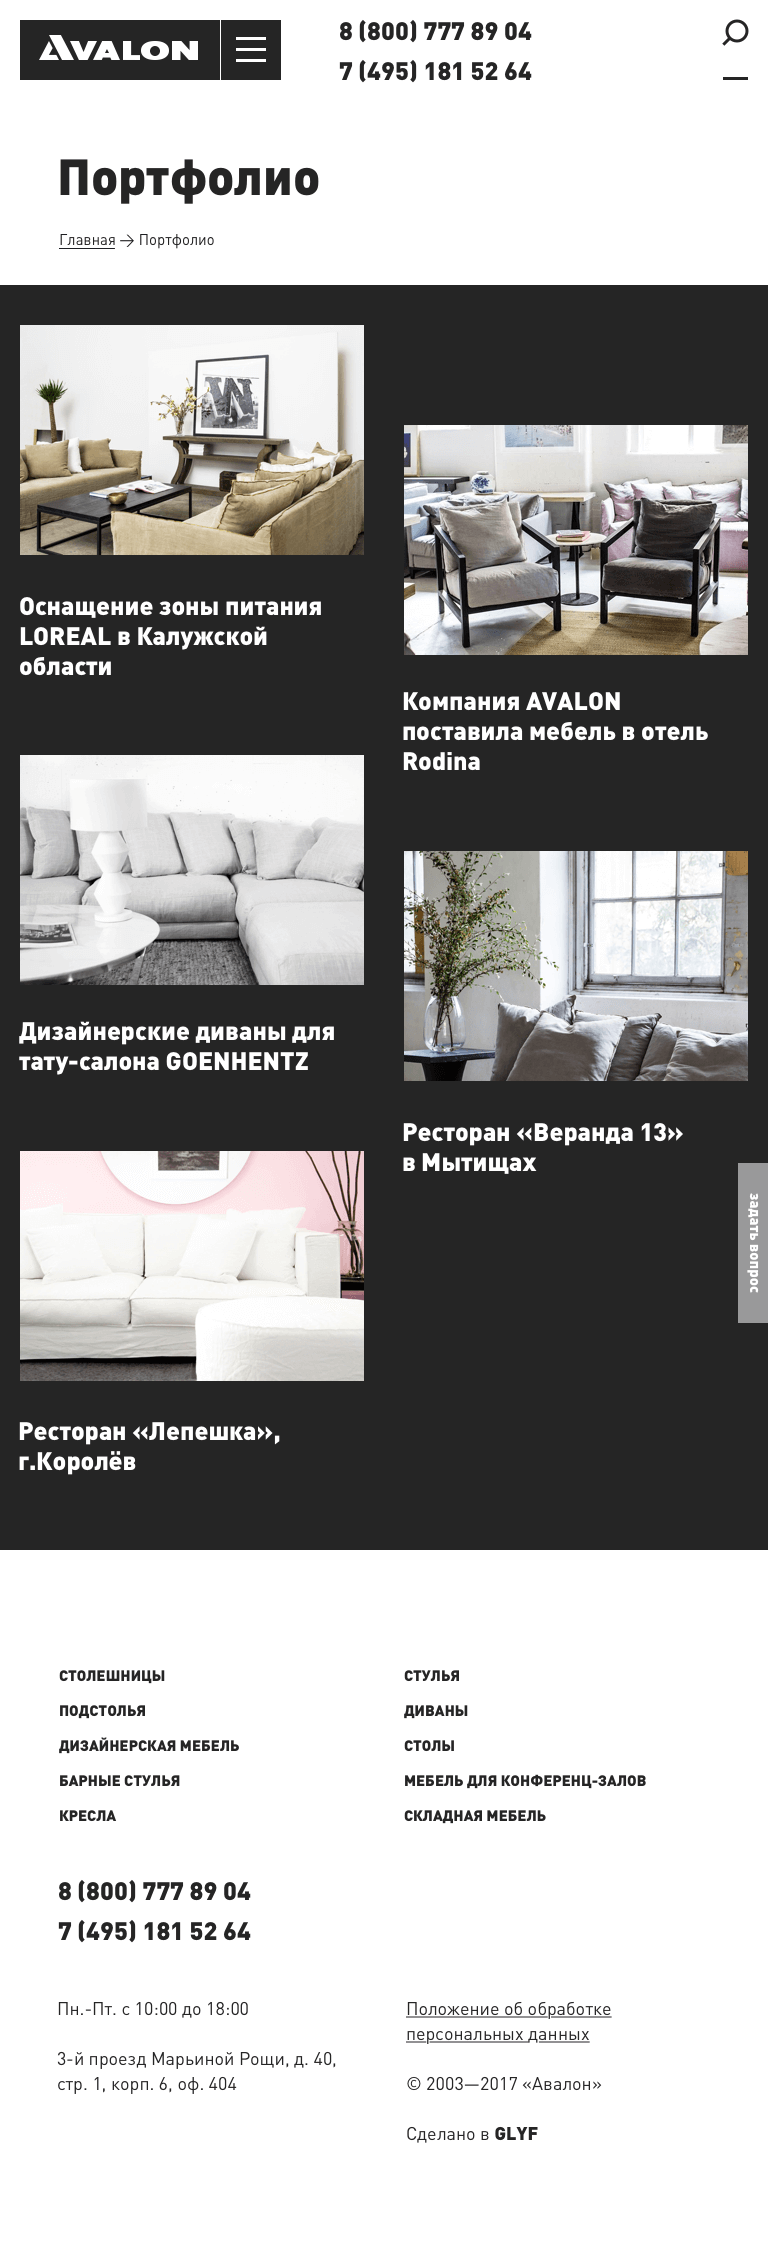 AVALON
8 (800) 777 89 04
7 (495) 181 52 64
Портфолио
Главная → Портфолио
Оснащение зоны питания
LOREAL в Калужской
области
Компания AVALON
поставила мебель в отель
Rodina
Дизайнерские диваны для
тату-салона GOENHENTZ
Ресторан «Веранда 13»
в Мытищах
задать вопрос
Ресторан «Лепешка»,
г.Королёв
СТОЛЕШНИЦЫ
ПОДСТОЛЬЯ
ДИЗАЙНЕРСКАЯ МЕБЕЛЬ
БАРНЫЕ СТУЛЬЯ
КРЕСЛА
СТУЛЬЯ
ДИВАНЫ
СТОЛЫ
МЕБЕЛЬ ДЛЯ КОНФЕРЕНЦ-ЗАЛОВ
СКЛАДНАЯ МЕБЕЛЬ
8 (800) 777 89 04
7 (495) 181 52 64
Пн.-Пт. с 10:00 до 18:00
3-й проезд Марьиной Рощи, д. 40,
стр. 1, корп. 6, оф. 404
Положение об обработке
персональных данных
© 2003—2017 «Авалон»
Сделано в GLYF